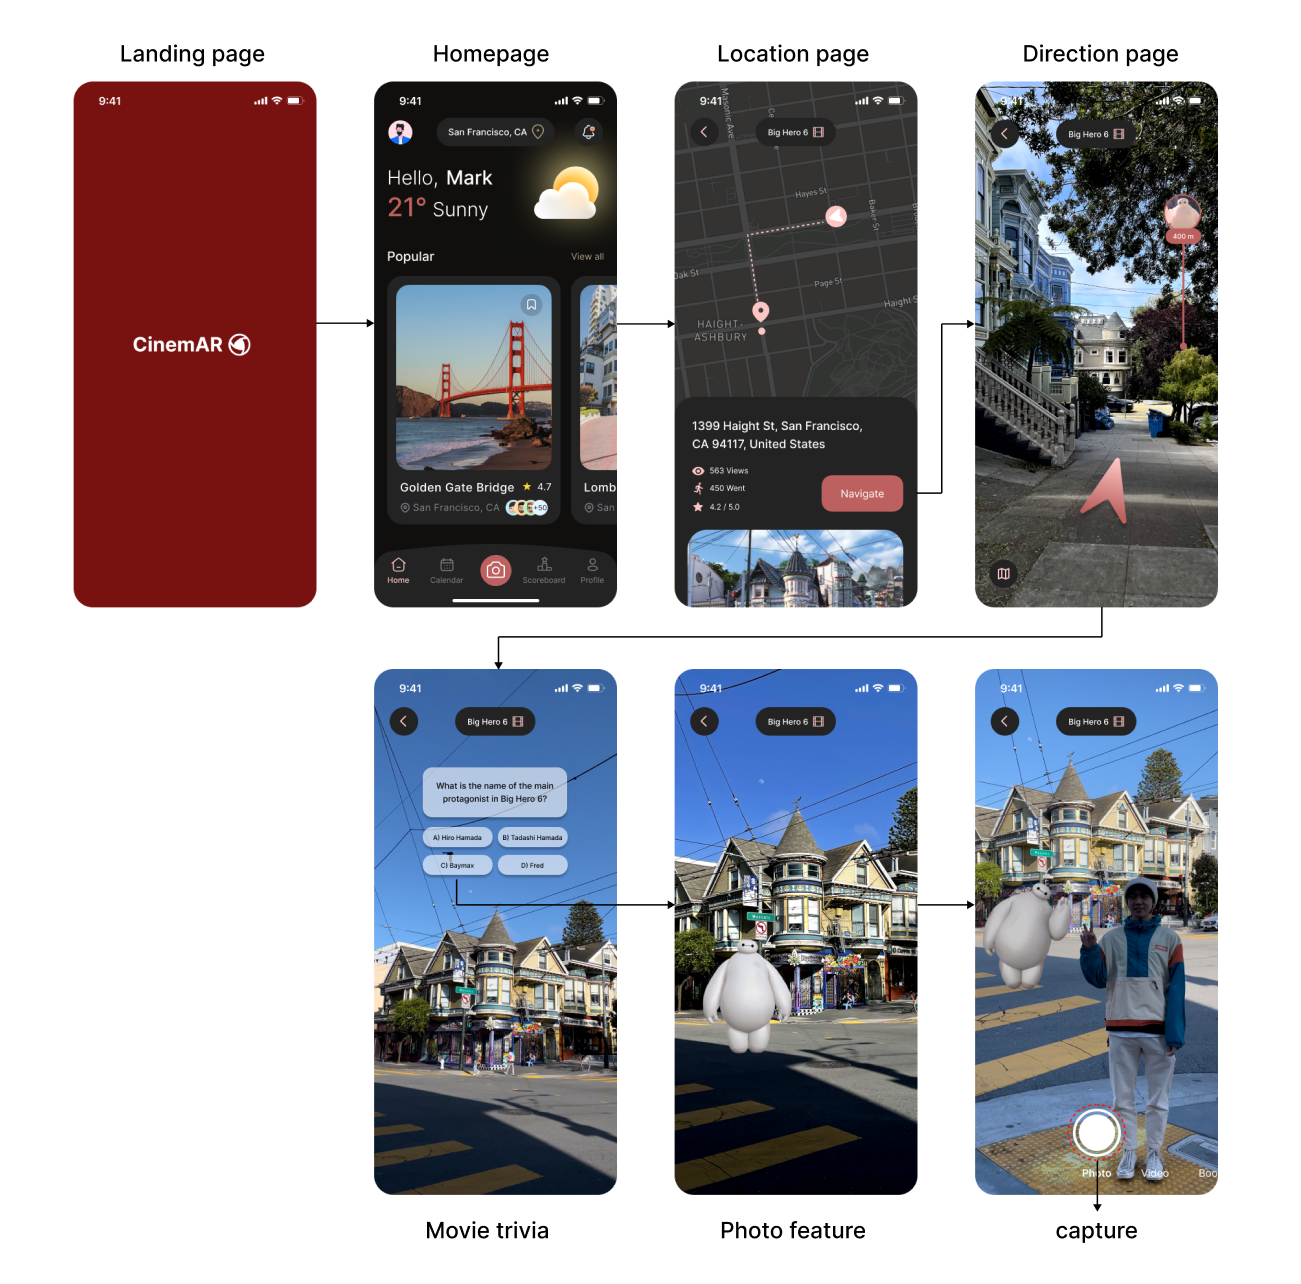 Landing page
Homepage
Location page
Direction page
9:41
CinemAR
9:41
San Francisco, CA
Hello, Mark
21° Sunny
Popular
View all
Golden Gate Bridge
4.7
San Francisco, CA
+50
Lomb
San
Home
Calendar
Scoreboard
Profile
9:41
Masonic Ave
Big Hero 6
Hayes St
Baker St
Oak St
Page St
Haight S
HAIGHT-
ASHBURY
1399 Haight St, San Francisco,
CA 94117, United States
563 Views
450 Went
4.2 / 5.0
Navigate
9:41
Big Hero 6
400 m
9:41
Big Hero 6
What is the name of the main
protagonist in Big Hero 6?
A) Hiro Hamada
B) Tadashi Hamada
C) Baymax
D) Fred
9:41
Big Hero 6
Masonic
9:41
Big Hero 6
Photo
Video
Boo
Movie trivia
Photo feature
capture